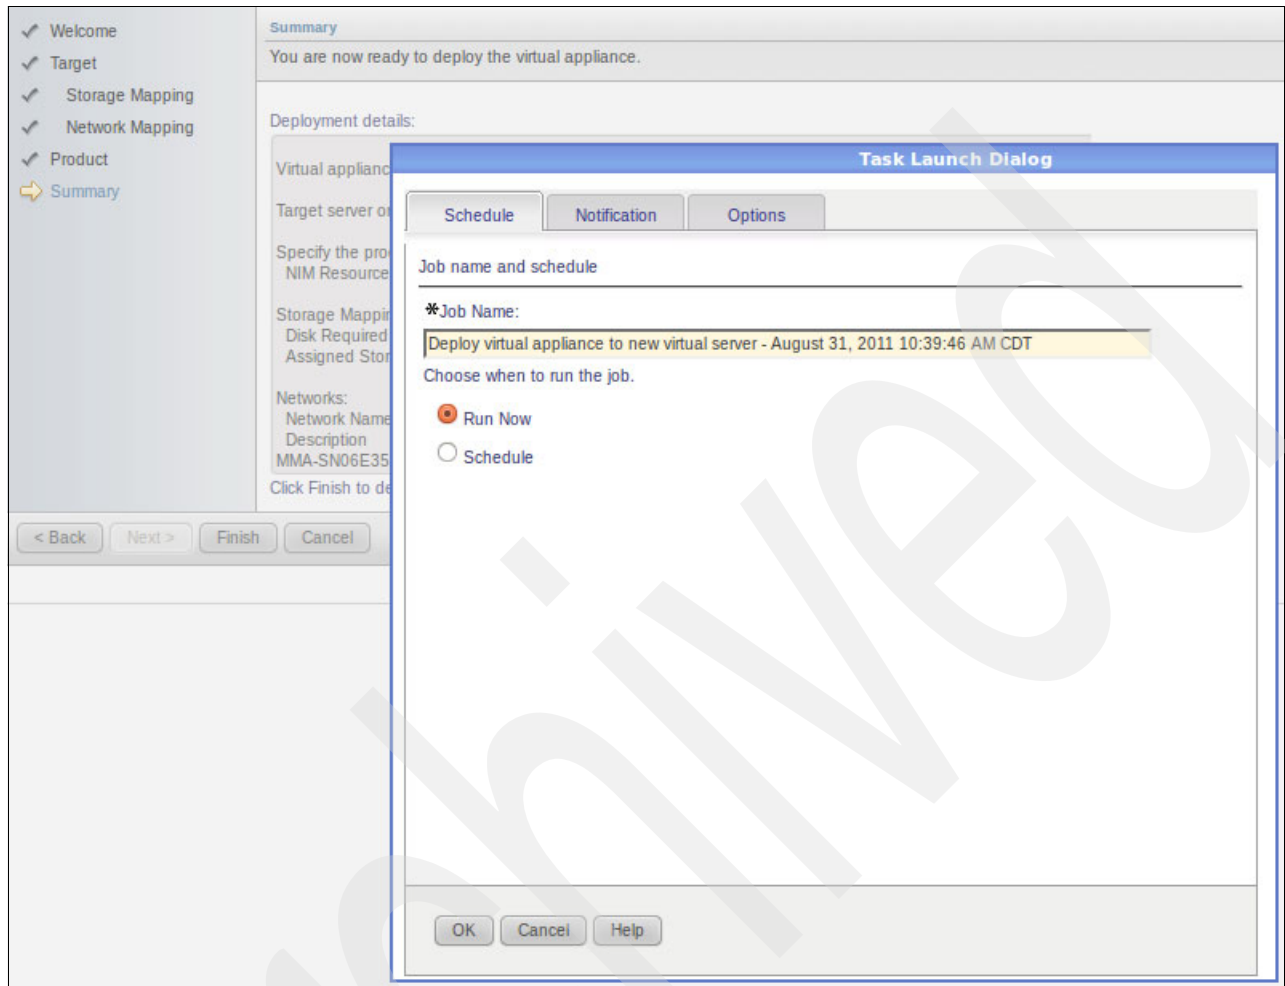 Welcome
Target
Storage Mapping
Network Mapping
Product
Summary
Summary
You are now ready to deploy the virtual appliance.
Deployment details:
Virtual applianc
Target server or
Specify the pro
NIM Resource
Storage Mappin
Disk Required
Assigned Stor
Networks:
Network Name
Description
MMA-SN06E35
Click Finish to de
< Back Next > Finish Cancel
Task Launch Dialog
Schedule Notification Options
Job name and schedule
*Job Name:
Deploy virtual appliance to new virtual server - August 31, 2011 10:39:46 AM CDT
Choose when to run the job.
Run Now
Schedule
OK Cancel Help
hived